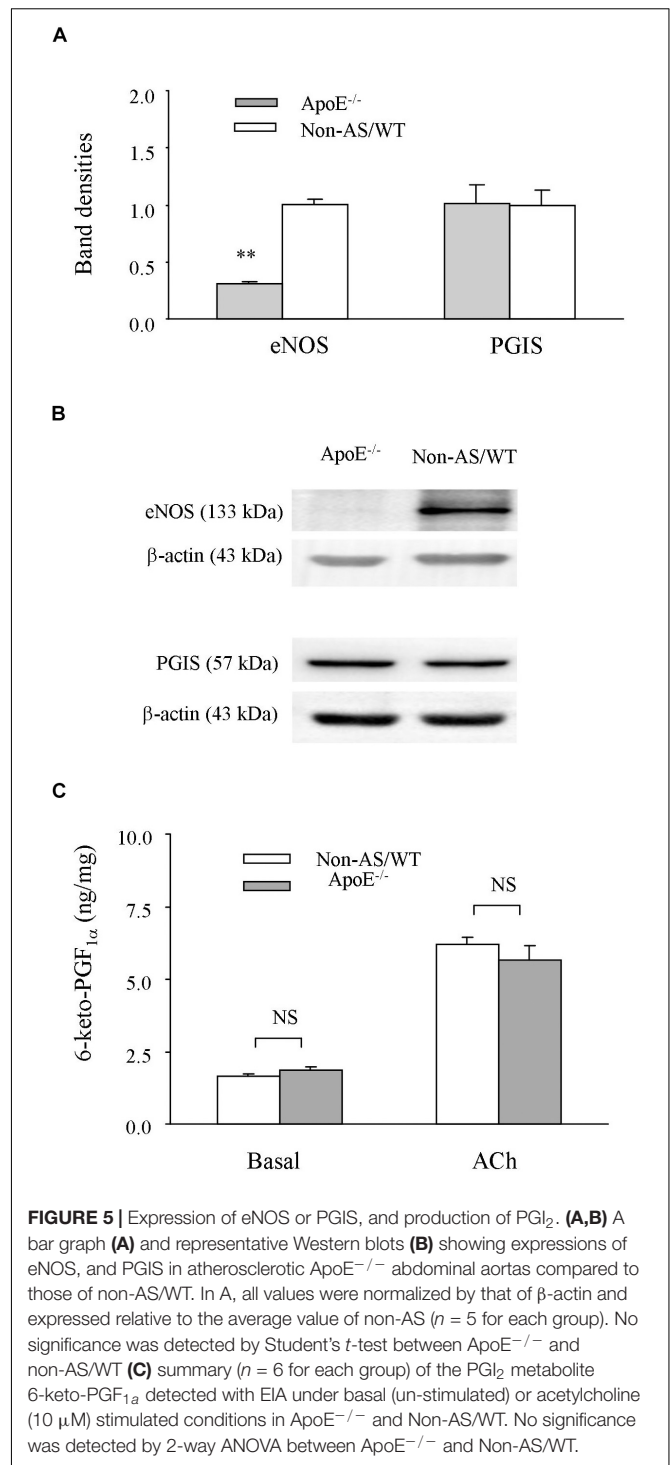 A
2.0
1.5
1.0
0.5
0.0
Band densities
ApoE-/-
Non-AS/WT
**
eNOS PGIS
B
ApoE-/- Non-AS/WT
eNOS (133 kDa)
β-actin (43 kDa)
PGIS (57 kDa)
β-actin (43 kDa)
C
10.0
7.5
5.0
2.5
0.0
6-keto-PGF1α (ng/mg)
Non-AS/WT
ApoE-/-
NS
NS
Basal ACh
FIGURE 5 | Expression of eNOS or PGIS, and production of PGI2. (A,B) A
bar graph (A) and representative Western blots (B) showing expressions of
eNOS, and PGIS in atherosclerotic ApoE−/− abdominal aortas compared to
those of non-AS/WT. In A, all values were normalized by that of β-actin and
expressed relative to the average value of non-AS (n = 5 for each group). No
significance was detected by Student's t-test between ApoE−/− and
non-AS/WT (C) summary (n = 6 for each group) of the PGI2 metabolite
6-keto-PGF1a detected with EIA under basal (un-stimulated) or acetylcholine
(10 μM) stimulated conditions in ApoE−/− and Non-AS/WT. No significance
was detected by 2-way ANOVA between ApoE−/− and Non-AS/WT.